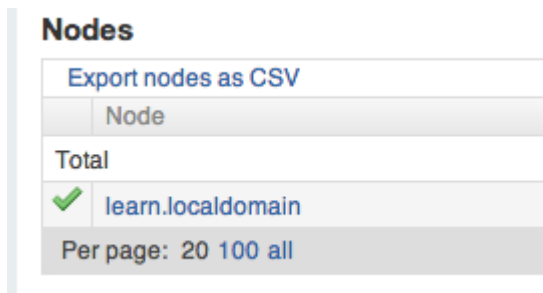 Nodes
Export nodes as CSV
Node
Total
learn.localdomain
Per page: 20 100 all